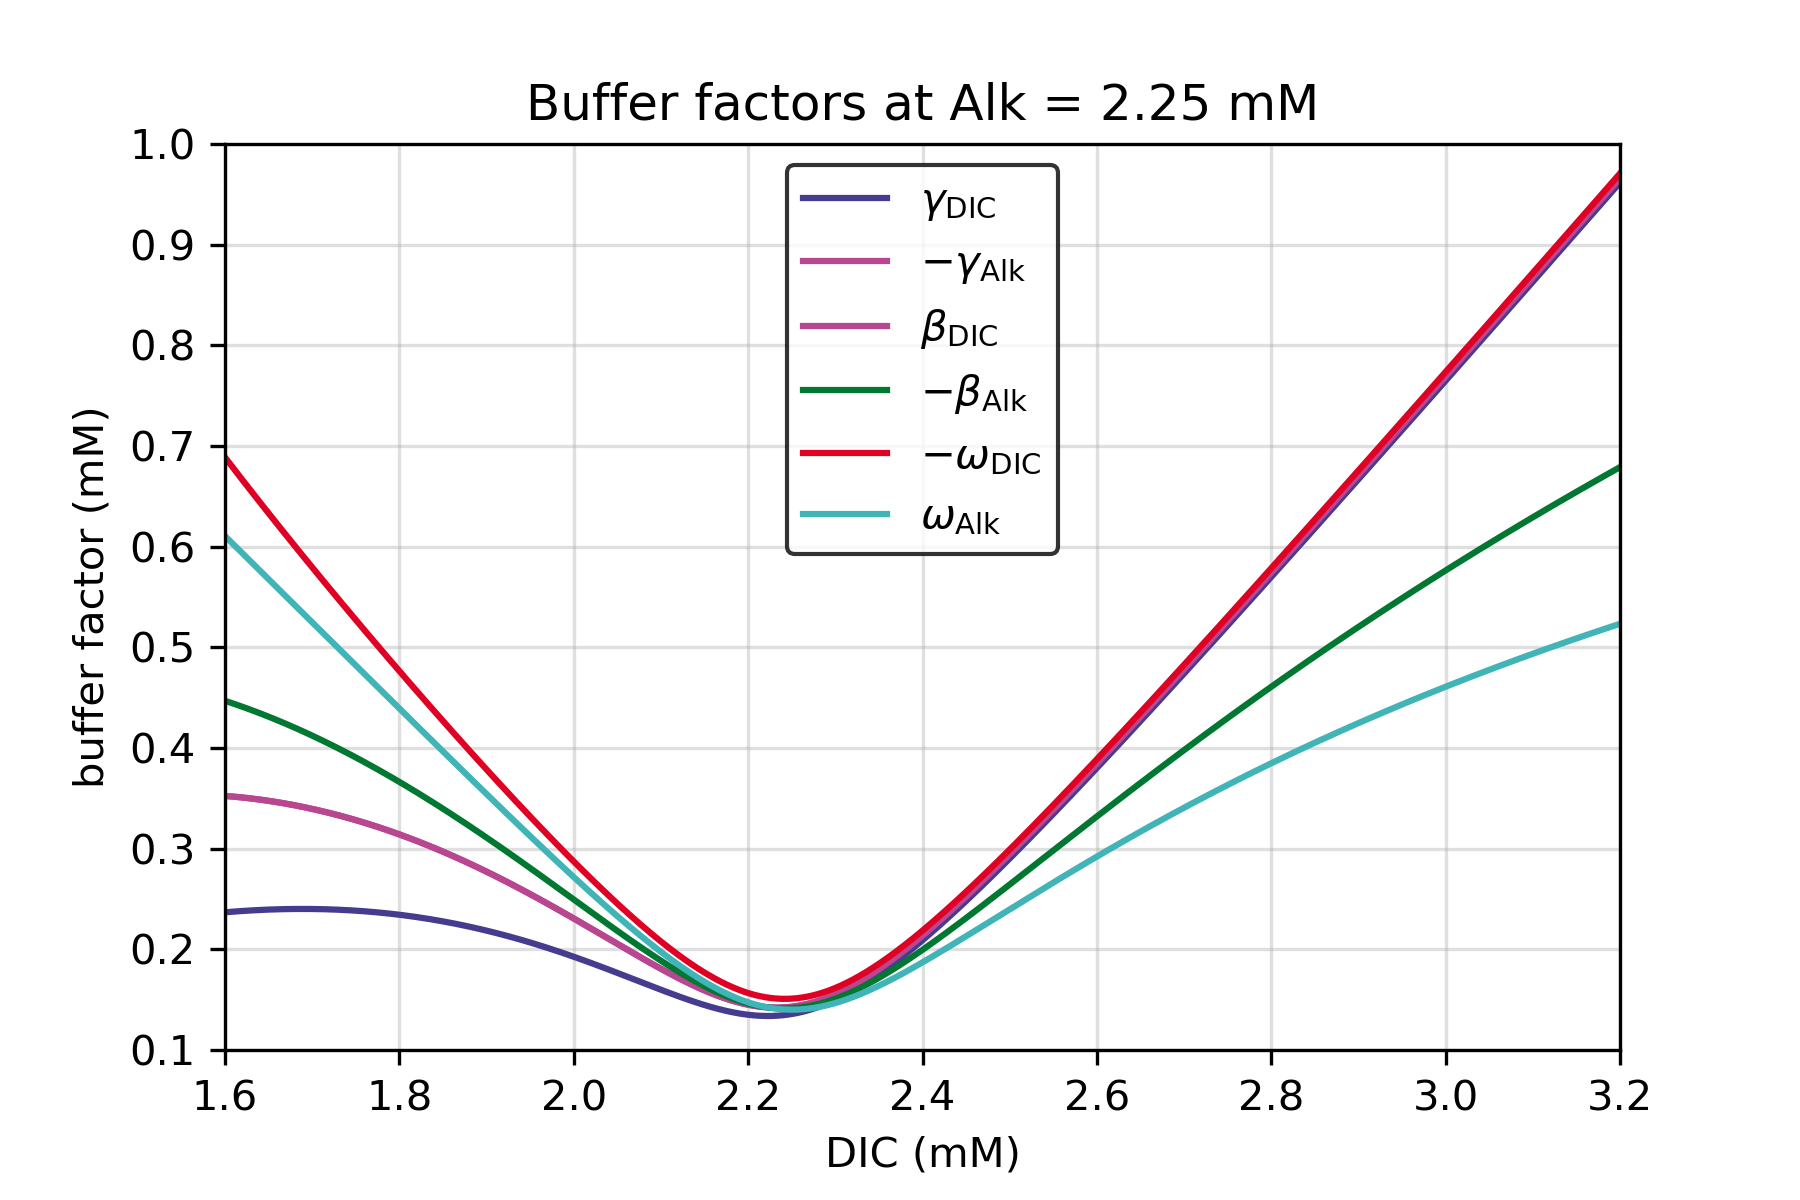 Buffer factors at Alk = 2.25 mM
1.0
0.9
0.8
0.7
0.6
0.5
0.4
0.3
0.2
0.1
buffer factor (mM)
γDIC
−γAlk
βDIC
−βAlk
−ωDIC
ωAlk
1.6 1.8 2.0 2.2 2.4 2.6 2.8 3.0 3.2
DIC (mM)